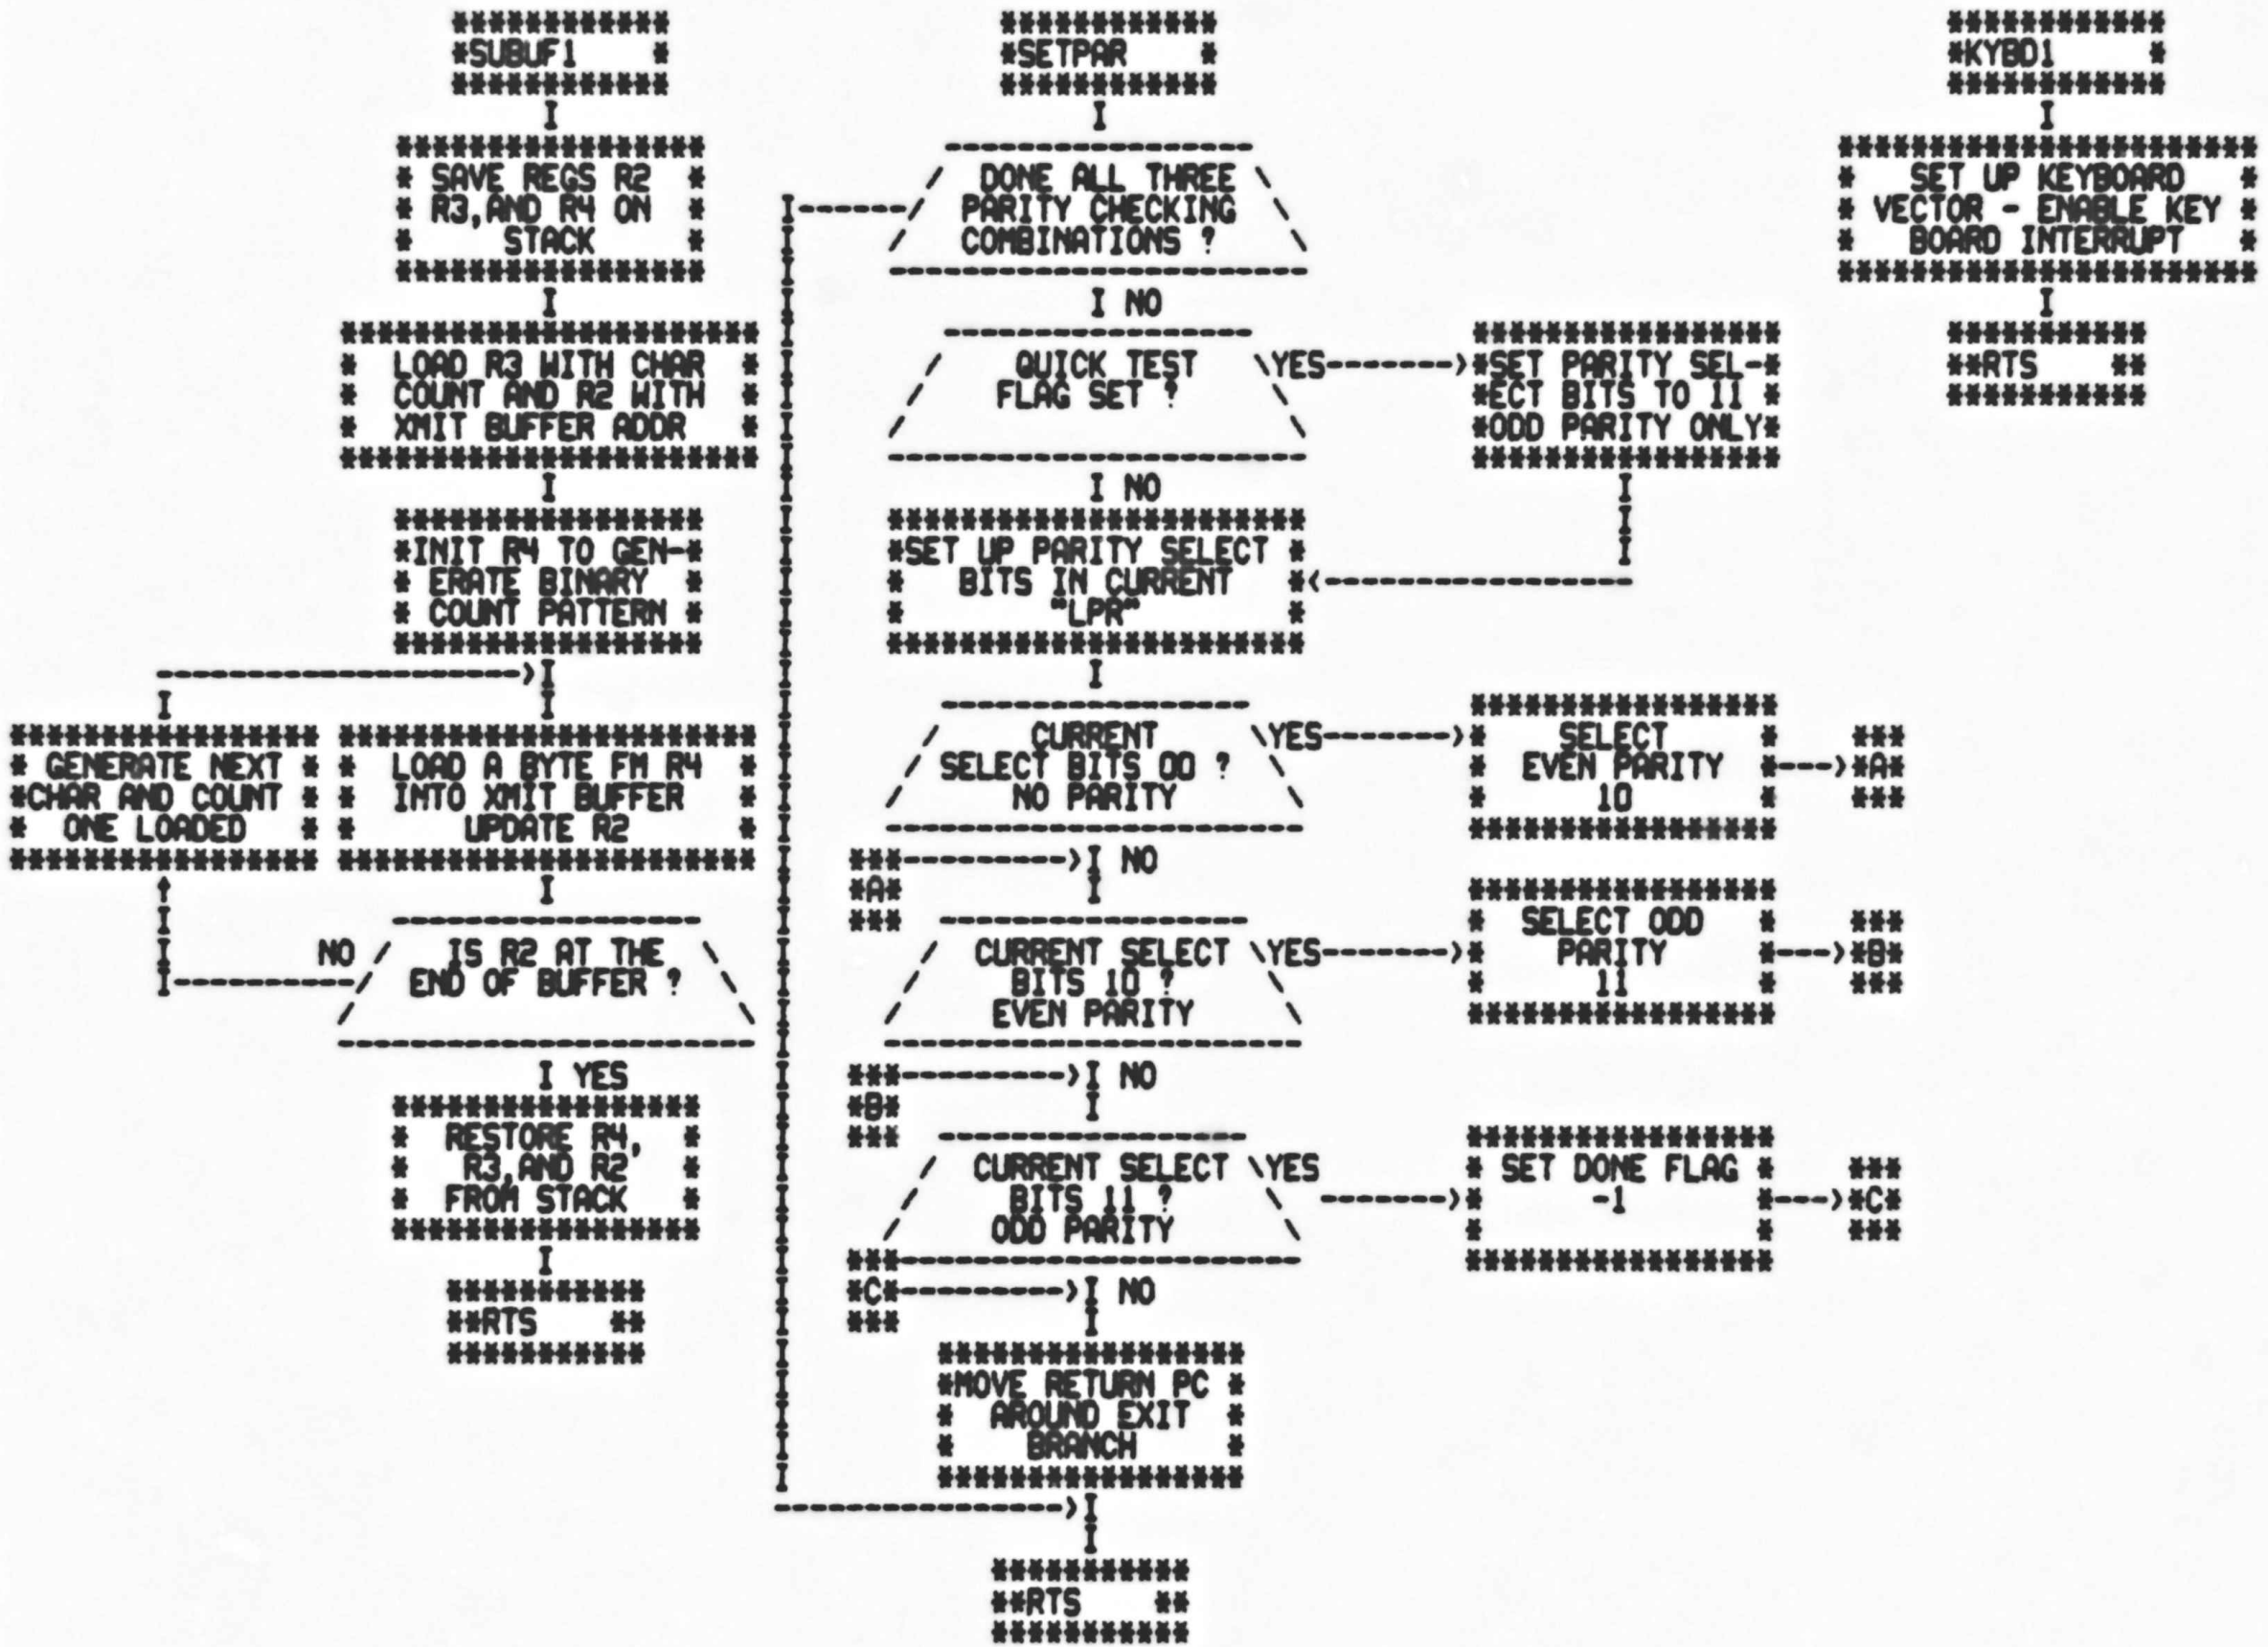 SUBUF1
SAVE REGS R2
R3,AND R4 ON
STACK
LOAD R3 WITH CHAR
COUNT AND R2 WITH
XMIT BUFFER ADDR
INIT R4 TO GEN-
ERATE BINARY
COUNT PATTERN
GENERATE NEXT
CHAR AND COUNT
ONE LOADED
LOAD A BYTE FM R4
INTO XMIT BUFFER
UPDATE R2
NO
IS R2 AT THE
END OF BUFFER ?
YES
RESTORE R4,
R3,AND R2
FROM STACK
RTS
SETPAR
DONE ALL THREE
PARITY CHECKING
COMBINATIONS ?
NO
QUICK TEST
FLAG SET ?
YES
SET PARITY SEL-
ECT BITS TO 11
ODD PARITY ONLY
NO
SET UP PARITY SELECT
BITS IN CURRENT
"LPR"
CURRENT
SELECT BITS 00 ?
NO PARITY
YES
SELECT
EVEN PARITY
10
A
NO
A
CURRENT SELECT
BITS 10 ?
EVEN PARITY
YES
SELECT ODD
PARITY
11
B
NO
B
CURRENT SELECT
BITS 11 ?
ODD PARITY
YES
SET DONE FLAG
-1
C
C
NO
MOVE RETURN PC
AROUND EXIT
BRANCH
RTS
KYBD1
SET UP KEYBOARD
VECTOR - ENABLE KEY
BOARD INTERRUPT
RTS